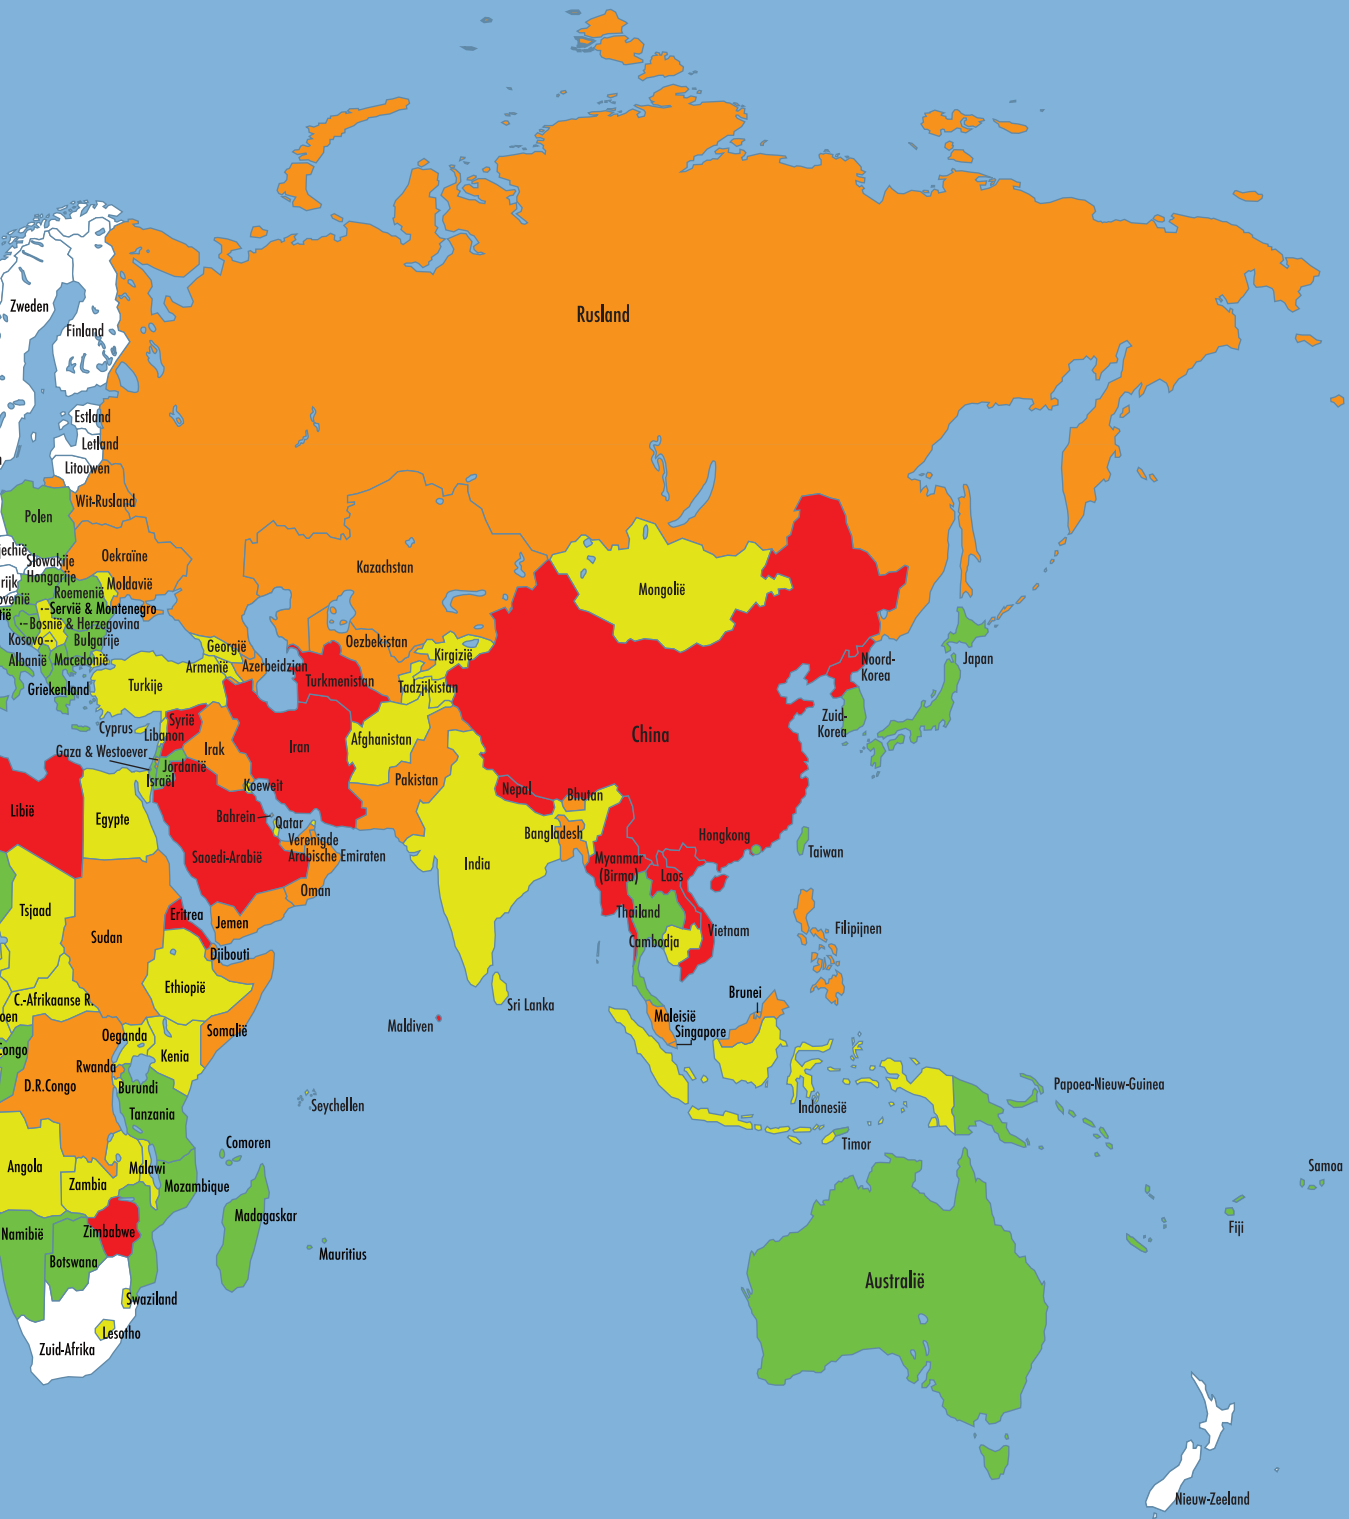 Rusland
Zweden
Finland
Estland
Letland
Litouwen
Wit-Rusland
Polen
jechië
Slowakije
Oekraïne
Kazachstan
Mongolië
rijk
Hongarije
Moldavië
ovenië
Roemenië
tië
Servië & Montenegro
Bosnië & Herzegovina
Kosovo
Bulgarije
Georgië
Oezbekistan
Kirgizië
Albanië
Macedonië
Armenië
Azerbeidzjan
Noord-
Korea
Japan
Griekenland
Turkije
Turkmenistan
Tadzjikistan
Cyprus
Syrië
Libanon
Zuid-
Korea
Gaza & Westoever
Irak
Iran
Afghanistan
China
Jordanië
Israël
Koeweit
Pakistan
Nepal
Bhutan
Libië
Egypte
Bahrein
Qatar
Verenigde
Arabische Emiraten
Bangladesh
Hongkong
Taiwan
Saoedi-Arabië
India
Myanmar
(Birma)
Laos
Oman
Tsjaad
Eritrea
Jemen
Thailand
Sudan
Cambodja
Vietnam
Filipijnen
Djibouti
Ethiopië
C.-Afrikaanse R.
Sri Lanka
Brunei
oen
Maldiven
Maleisië
Singapore
Somalië
Oeganda
Congo
Kenia
Rwanda
D.R.Congo
Burundi
Seychellen
Papoea-Nieuw-Guinea
Tanzania
Indonesië
Timor
Comoren
Angola
Malawi
Zambia
Mozambique
Samoa
Madagaskar
Namibië
Zimbabwe
Fiji
Mauritius
Botswana
Australië
Swaziland
Lesotho
Zuid-Afrika
Nieuw-Zeeland